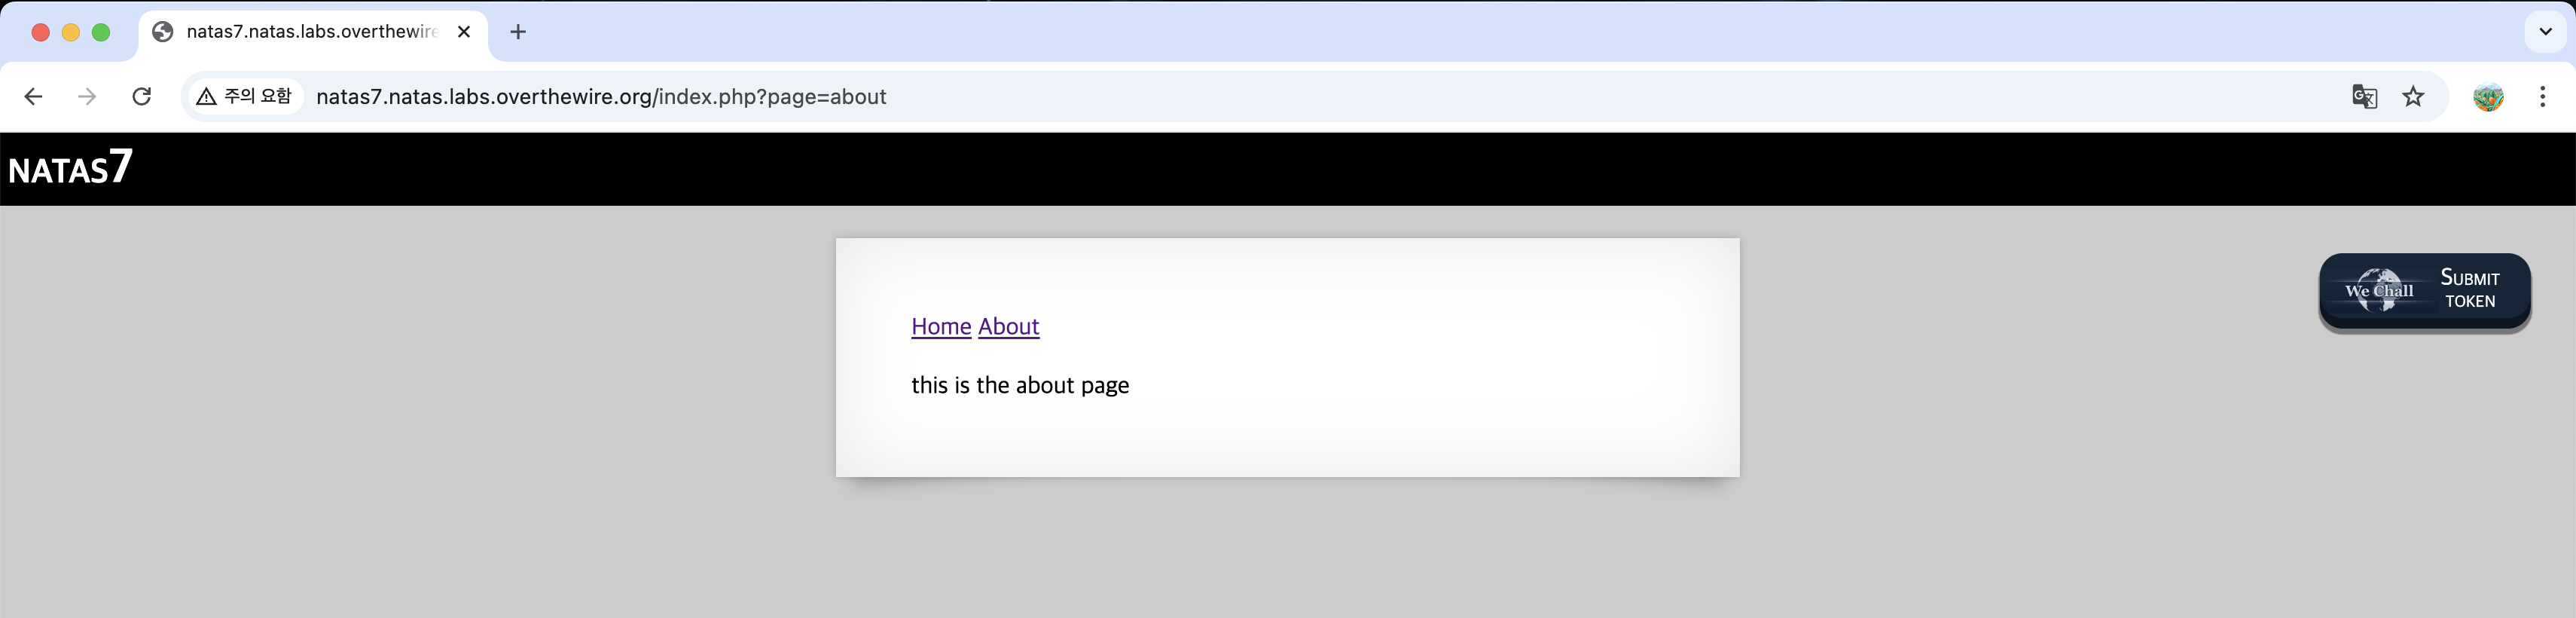 natas7.natas.labs.overthewire
주의 요함 natas7.natas.labs.overthewire.org/index.php?page=about
NATAS7
We Chall
SUBMIT
TOKEN
Home About
this is the about page